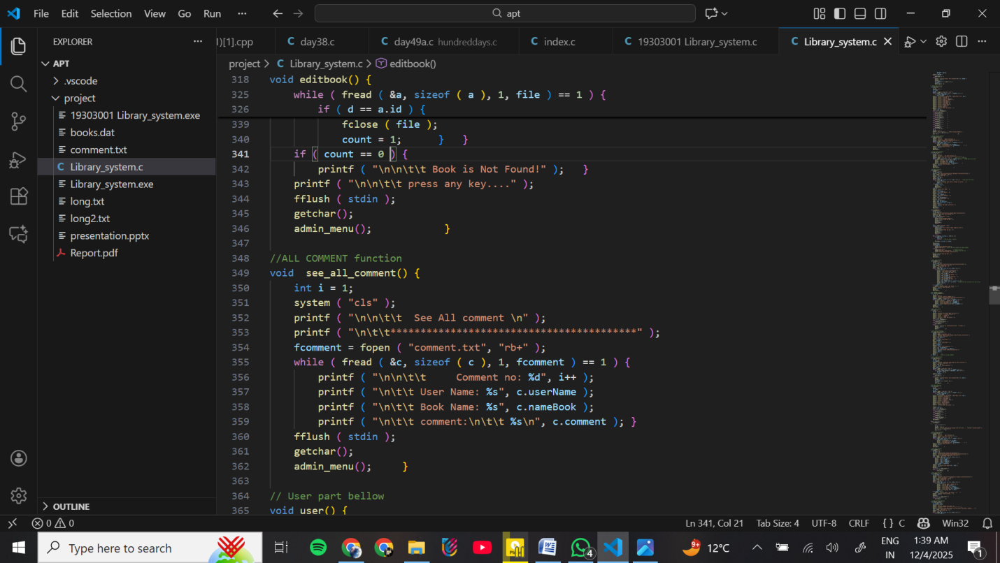 File Edit Selection View Go Run ··· apt
EXPLORER ···
APT
.vscode
project
19303001 Library_system.exe
books.dat
comment.txt
C Library_system.c
Library_system.exe
long.txt
long2.txt
presentation.pptx
Report.pdf
OUTLINE
1)[1].cpp C day38.c C day49a.c hundreddays.c C index.c C 19303001 Library_system.c C Library_system.c
project > C Library_system.c > editbook()
318 void editbook() {
325 while ( fread ( &a, sizeof ( a ), 1, file ) == 1 ) {
326 if ( d == a.id ) {
339 fclose ( file );
340 count = 1; } }
341 if ( count == 0 ) {
342 printf ( "\n\n\t\t Book is Not Found!" ); }
343 printf ( "\n\n\t\t press any key...." );
344 fflush ( stdin );
345 getchar();
346 admin_menu(); }
347
348 //ALL COMMENT function
349 void see_all_comment() {
350 int i = 1;
351 system ( "cls" );
352 printf ( "\n\n\t\t See All comment \n" );
353 printf ( "\n\t\t*****************************************" );
354 fcomment = fopen ( "comment.txt", "rb+" );
355 while ( fread ( &c, sizeof ( c ), 1, fcomment ) == 1 ) {
356 printf ( "\n\n\t\t Comment no: %d", i++ );
357 printf ( "\n\t\t User Name: %s", c.userName );
358 printf ( "\n\t\t Book Name: %s", c.nameBook );
359 printf ( "\n\t\t comment:\n\t\t %s\n", c.comment ); }
360 fflush ( stdin );
361 getchar();
362 admin_menu(); }
363
364 // User part bellow
365 void user() {
0 0 Ln 341, Col 21 Tab Size: 4 UTF-8 CRLF { } C Win32
Type here to search 4 9+ 12°C ENG IN 1:39 AM 12/4/2025 1